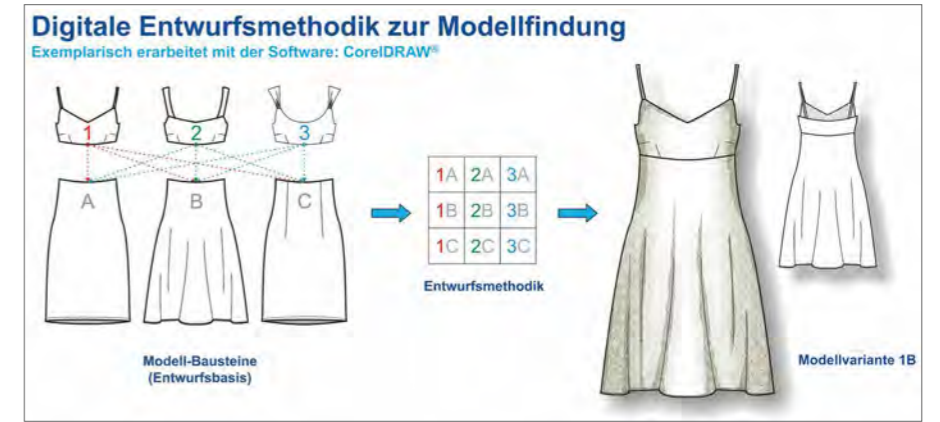 Digitale Entwurfsmethodik zur Modellfindung
Exemplarisch erarbeitet mit der Software: CorelDRAW®
1 2 3
A B C
1A 2A 3A
1B 2B 3B
1C 2C 3C
Entwurfsmethodik
Modell-Bausteine
(Entwurfsbasis)
Modellvariante 1B